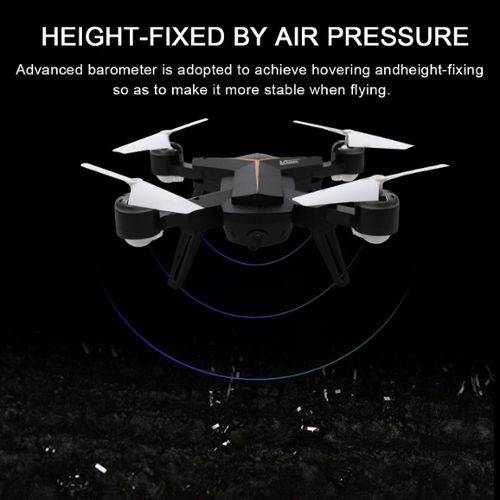 HEIGHT-FIXED BY AIR PRESSURE
Advanced barometer is adopted to achieve hovering andheight-fixing
so as to make it more stable when flying.